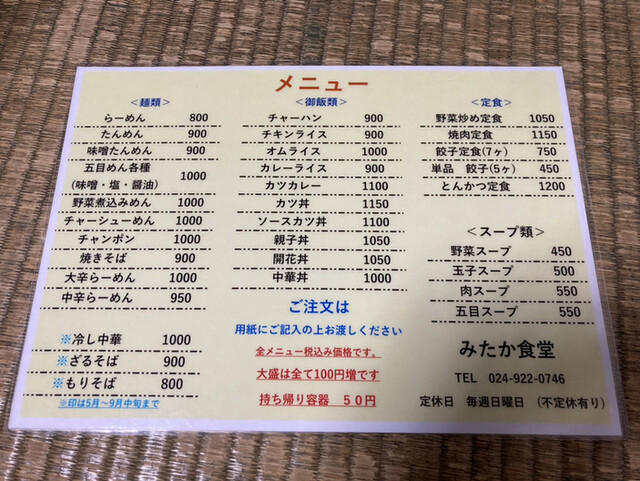 メニュー
＜麺類＞
らーめん 800
たんめん 900
味噌たんめん 900
五目めん各種
(味噌・塩・醤油) 1000
野菜煮込みめん 1000
チャーシューめん 1000
チャンポン 1000
焼きそば 900
大辛らーめん 1000
中辛らーめん 950
※冷し中華 1000
※ざるそば 900
※もりそば 800
※印は5月～9月中旬まで
＜御飯類＞
チャーハン 900
チキンライス 900
オムライス 1000
カレーライス 900
カツカレー 1100
カツ丼 1150
ソースカツ丼 1100
親子丼 1050
開花丼 1050
中華丼 1000
ご注文は
用紙にご記入の上お渡しください
全メニュー税込み価格です。
大盛は全て100円増です
持ち帰り容器 ５０円
＜定食＞
野菜炒め定食 1050
焼肉定食 1150
餃子定食(7ヶ) 750
単品 餃子(5ヶ) 450
とんかつ定食 1200
＜スープ類＞
野菜スープ 450
玉子スープ 500
肉スープ 550
五目スープ 550
みたか食堂
TEL 024-922-0746
定休日 毎週日曜日 (不定休有り)